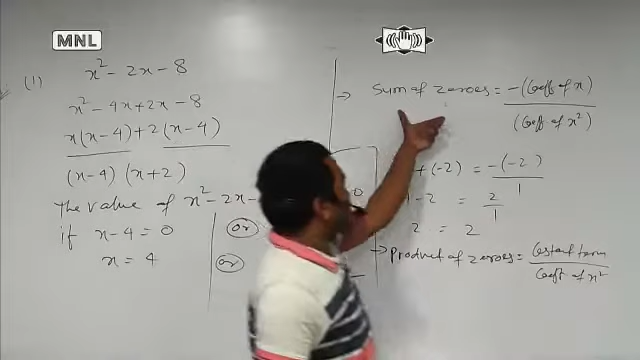 MNL
(1) x² - 2x - 8
x² - 4x + 2x - 8
x(x-4) + 2(x-4)
(x-4) (x+2)
The value of x² - 2x -
if x - 4 = 0
x = 4
or
or
0
→ Sum of zeroes = -(Coeff of x) / (Coeff of x²)
+ (-2) = -(-2) / 1
- 2 = 2 / 1
2 = 2
→ Product of zeroes = Costant term / Coeff of x²